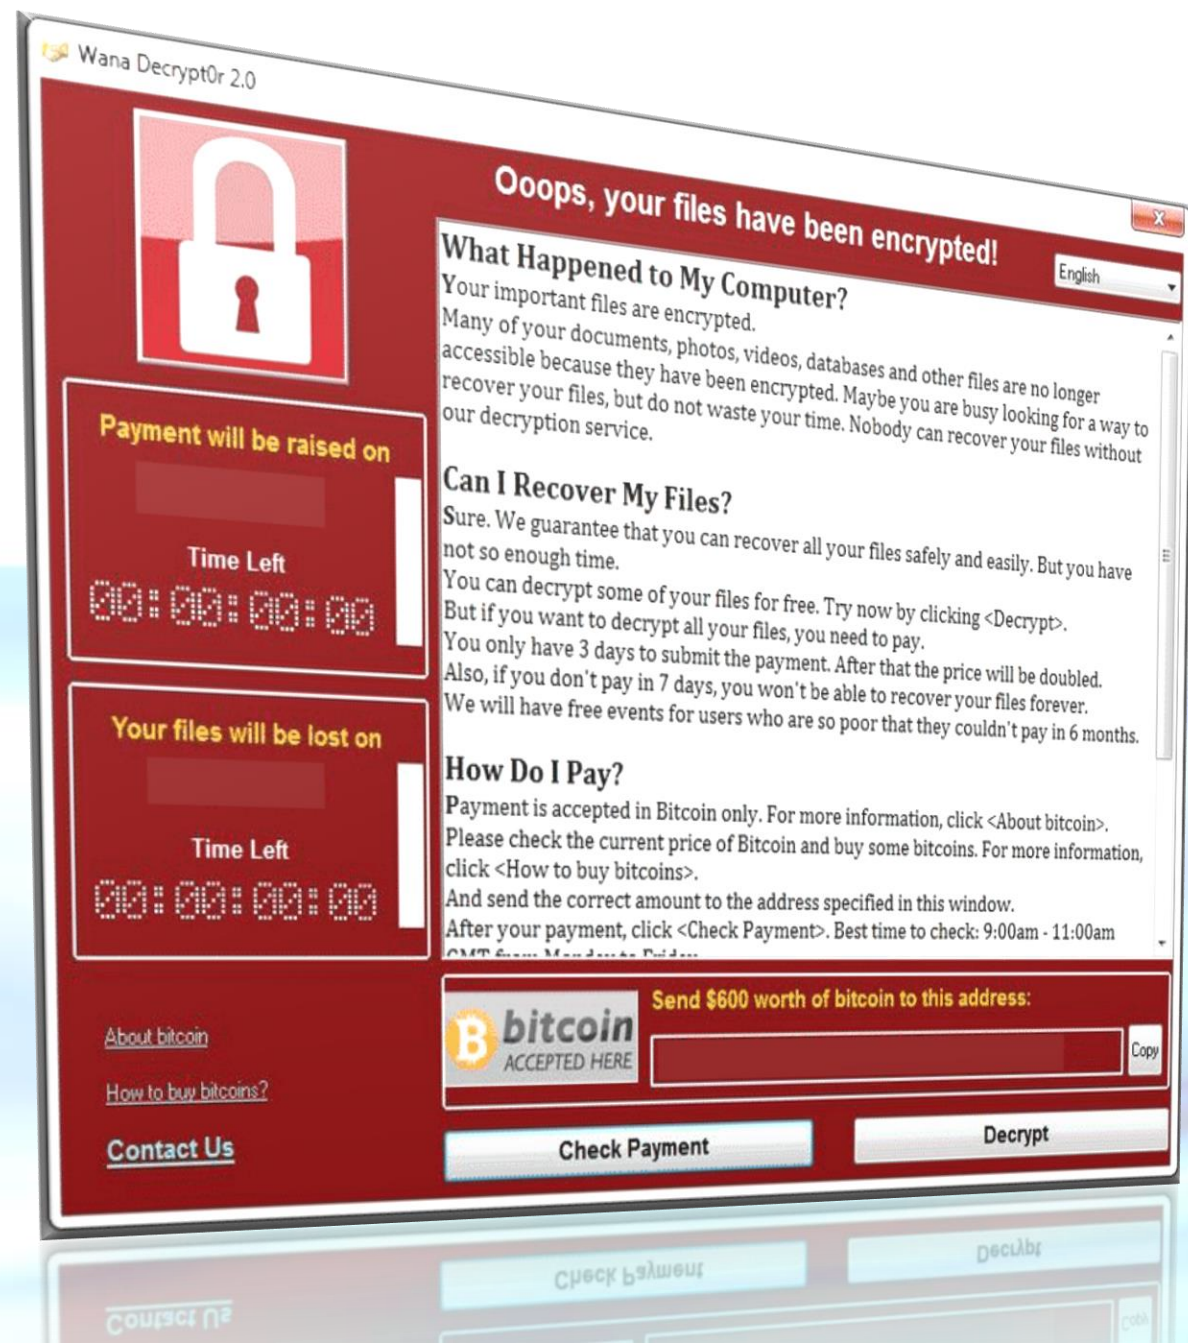 Wana Decrypt0r 2.0
Ooops, your files have been encrypted!
English
Payment will be raised on
Time Left
00:00:00:00
Your files will be lost on
Time Left
00:00:00:00
About bitcoin
How to buy bitcoins?
Contact Us
What Happened to My Computer?
Your important files are encrypted.
Many of your documents, photos, videos, databases and other files are no longer
accessible because they have been encrypted. Maybe you are busy looking for a way to
recover your files, but do not waste your time. Nobody can recover your files without
our decryption service.
Can I Recover My Files?
Sure. We guarantee that you can recover all your files safely and easily. But you have
not so enough time.
You can decrypt some of your files for free. Try now by clicking <Decrypt>.
But if you want to decrypt all your files, you need to pay.
You only have 3 days to submit the payment. After that the price will be doubled.
Also, if you don't pay in 7 days, you won't be able to recover your files forever.
We will have free events for users who are so poor that they couldn't pay in 6 months.
How Do I Pay?
Payment is accepted in Bitcoin only. For more information, click <About bitcoin>.
Please check the current price of Bitcoin and buy some bitcoins. For more information,
click <How to buy bitcoins>.
And send the correct amount to the address specified in this window.
After your payment, click <Check Payment>. Best time to check: 9:00am - 11:00am
bitcoin
ACCEPTED HERE
Send $600 worth of bitcoin to this address:
Copy
Check Payment
Decrypt